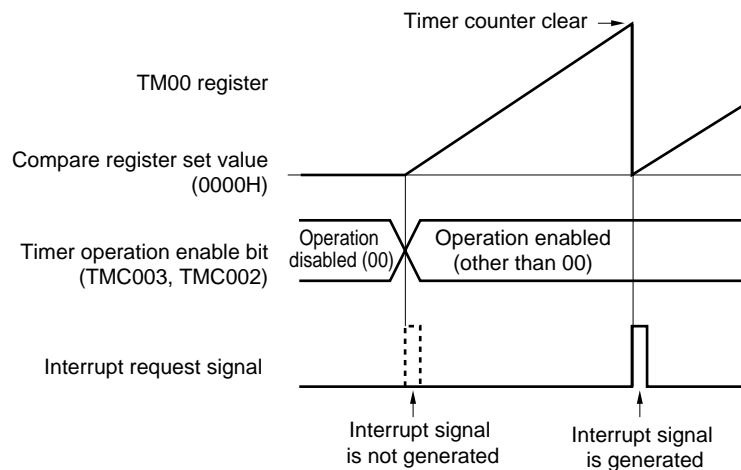 Timer counter clear
TM00 register
Compare register set value
(0000H)
Timer operation enable bit
(TMC003, TMC002)
Operation
disabled (00)
Operation enabled
(other than 00)
Interrupt request signal
Interrupt signal
is not generated
Interrupt signal
is generated